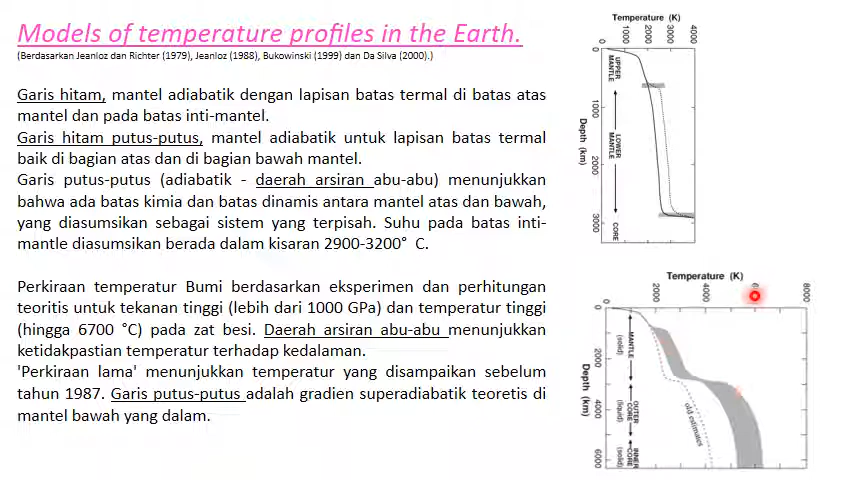 Models of temperature profiles in the Earth.
(Berdasarkan Jeanloz dan Richter (1979), Jeanloz (1988), Bukowinski (1999) dan Da Silva (2000).)
Garis hitam, mantel adiabatik dengan lapisan batas termal di batas atas
mantel dan pada batas inti-mantel.
Garis hitam putus-putus, mantel adiabatik untuk lapisan batas termal
baik di bagian atas dan di bagian bawah mantel.
Garis putus-putus (adiabatik - daerah arsiran abu-abu) menunjukkan
bahwa ada batas kimia dan batas dinamis antara mantel atas dan bawah,
yang diasumsikan sebagai sistem yang terpisah. Suhu pada batas inti-
mantle diasumsikan berada dalam kisaran 2900-3200° C.
Perkiraan temperatur Bumi berdasarkan eksperimen dan perhitungan
teoritis untuk tekanan tinggi (lebih dari 1000 GPa) dan temperatur tinggi
(hingga 6700 °C) pada zat besi. Daerah arsiran abu-abu menunjukkan
ketidakpastian temperatur terhadap kedalaman.
'Perkiraan lama' menunjukkan temperatur yang disampaikan sebelum
tahun 1987. Garis putus-putus adalah gradien superadiabatik teoretis di
mantel bawah yang dalam.
Temperature (K)
0 1000 2000 3000 4000
Depth (km)
0 1000 2000 3000
UPPER MANTLE
LOWER MANTLE
CORE
Temperature (K)
0 2000 4000 8000
Depth (km)
0 2000 4000 6000
MANTLE (solid)
OUTER CORE (liquid)
INNER CORE (solid)
old estimates